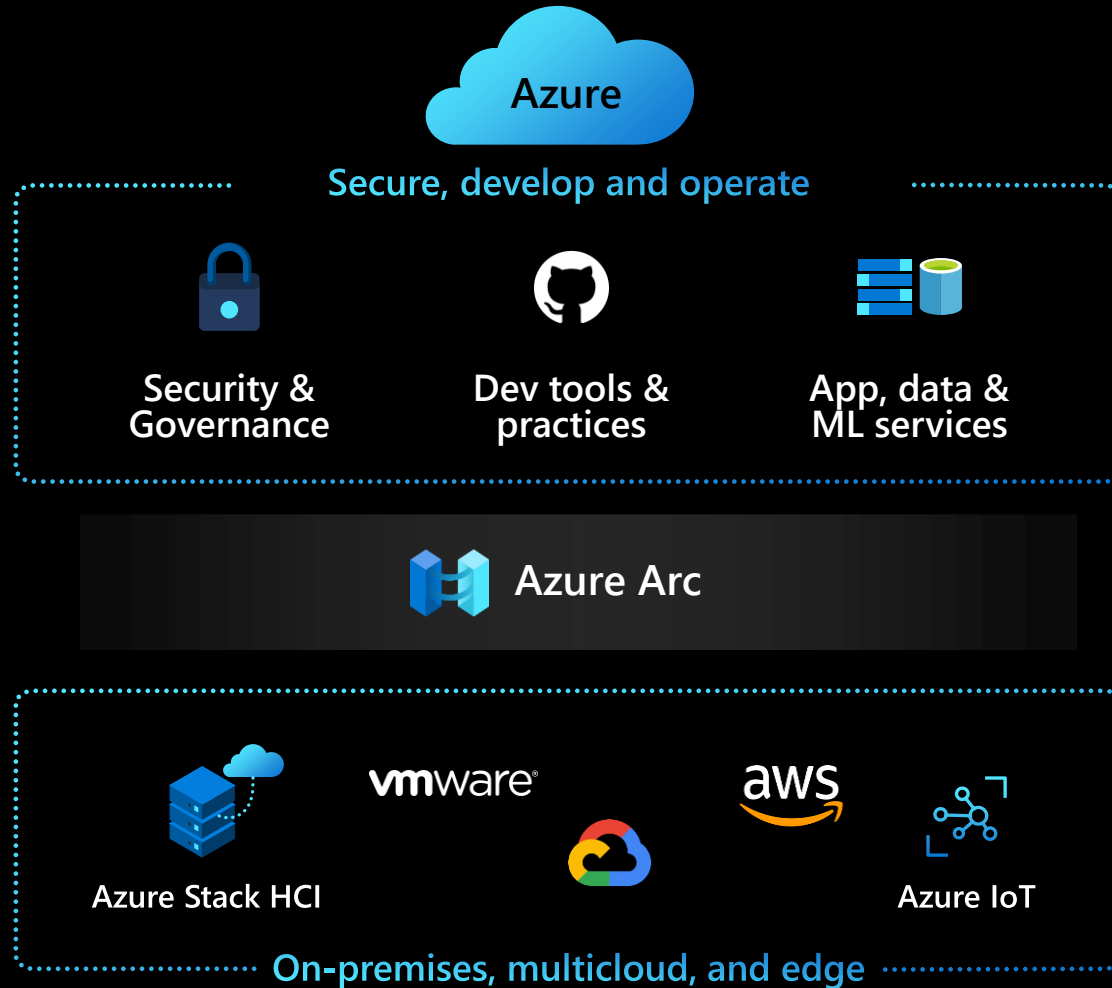 Azure
Secure, develop and operate
Security &
Governance
Dev tools &
practices
App, data &
ML services
Azure Arc
vmware®
aws
Azure Stack HCI
Azure IoT
On-premises, multicloud, and edge